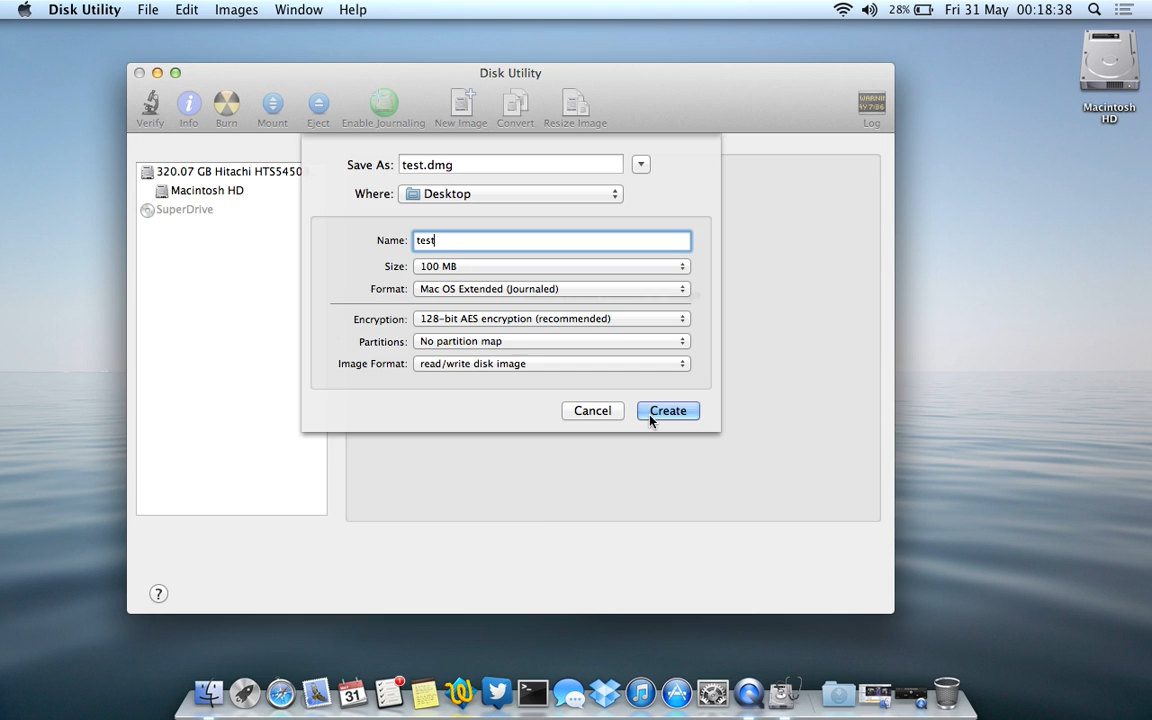 Disk Utility File Edit Images Window Help 28% Fri 31 May 00:18:38
Macintosh HD
Disk Utility
Verify Info Burn Mount Eject Enable Journaling New Image Convert Resize Image Log
Save As: test.dmg
Where: Desktop
320.07 GB Hitachi HTS5450
Macintosh HD
SuperDrive
Name: test
Size: 100 MB
Format: Mac OS Extended (Journaled)
Encryption: 128-bit AES encryption (recommended)
Partitions: No partition map
Image Format: read/write disk image
Cancel Create
?
31
1